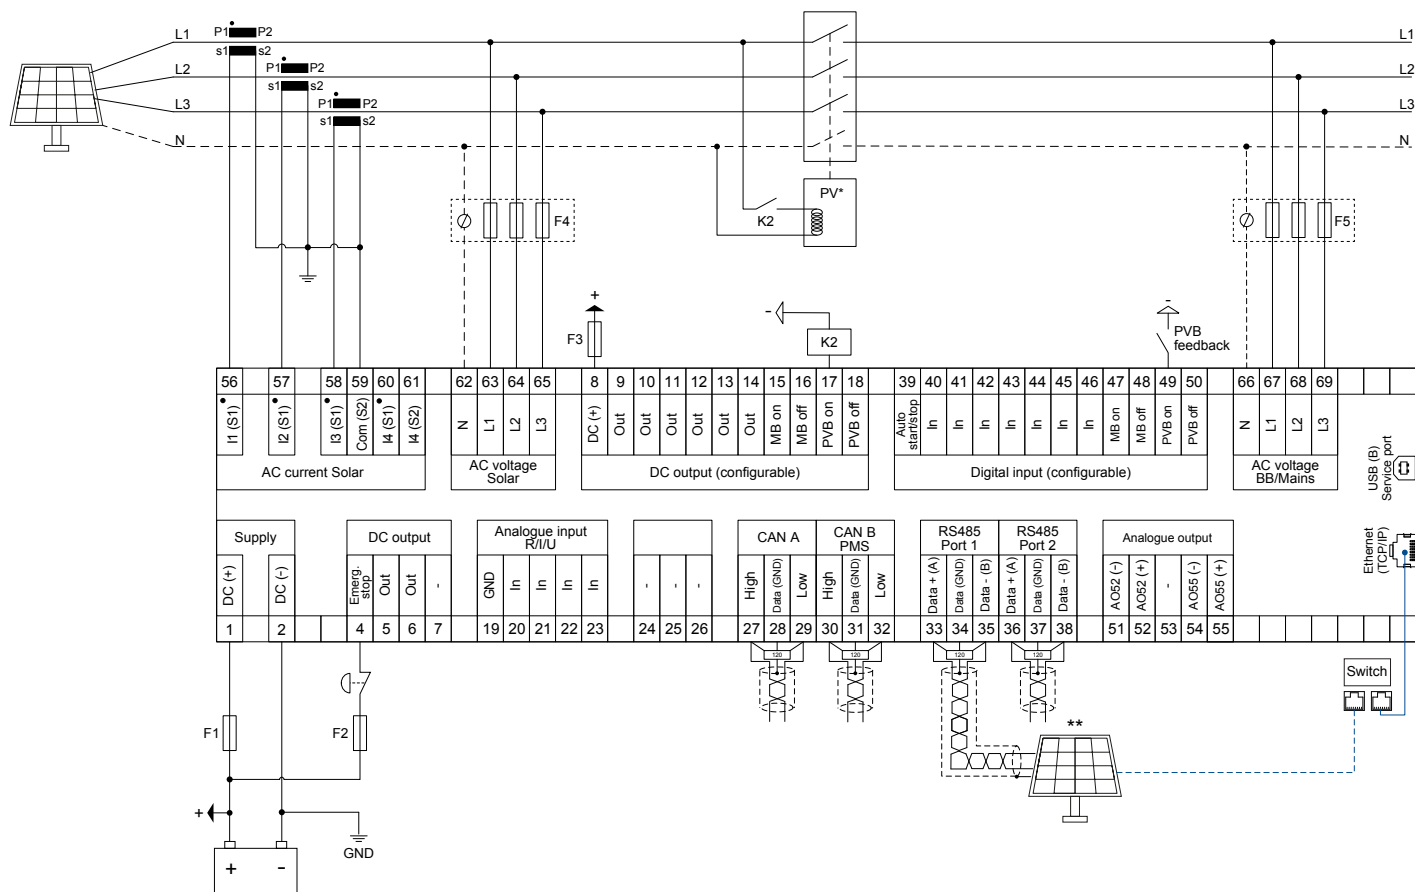 P1 P2
L1 L1
s1 s2
P1 P2
L2 L2
s1 s2
P1 P2
L3 L3
s1 s2
N N
PV*
K2
F4 F5
+ - -
F3 K2 PVB
feedback
56 57 58 59 60 61 62 63 64 65 8 9 10 11 12 13 14 15 16 17 18 39 40 41 42 43 44 45 46 47 48 49 50 66 67 68 69
I1 (S1) I2 (S1) I3 (S1) Com (S2) I4 (S1) I4 (S2) N L1 L2 L3 DC (+) Out Out Out Out Out Out MB on MB off PVB on PVB off Auto start/stop In In In In In In In MB on MB off PVB on PVB off N L1 L2 L3
AC current Solar
AC voltage
Solar
DC output (configurable)
Digital input (configurable)
AC voltage
BB/Mains
USB (B)
Service port
Supply
DC output
Analogue input
R/I/U
CAN A
CAN B
PMS
RS485
Port 1
RS485
Port 2
Analogue output
Ethernet
(TCP/IP)
DC (+) DC (-) Emerg. stop Out Out - GND In In In In - - - High Data (GND) Low High Data (GND) Low Data + (A) Data (GND) Data - (B) Data + (A) Data (GND) Data - (B) AO52 (-) AO52 (+) - AO55 (-) AO55 (+)
1 2 4 5 6 7 19 20 21 22 23 24 25 26 27 28 29 30 31 32 33 34 35 36 37 38 51 52 53 54 55
120 120 120 120
Switch
F1 F2
**
+
GND
+ -